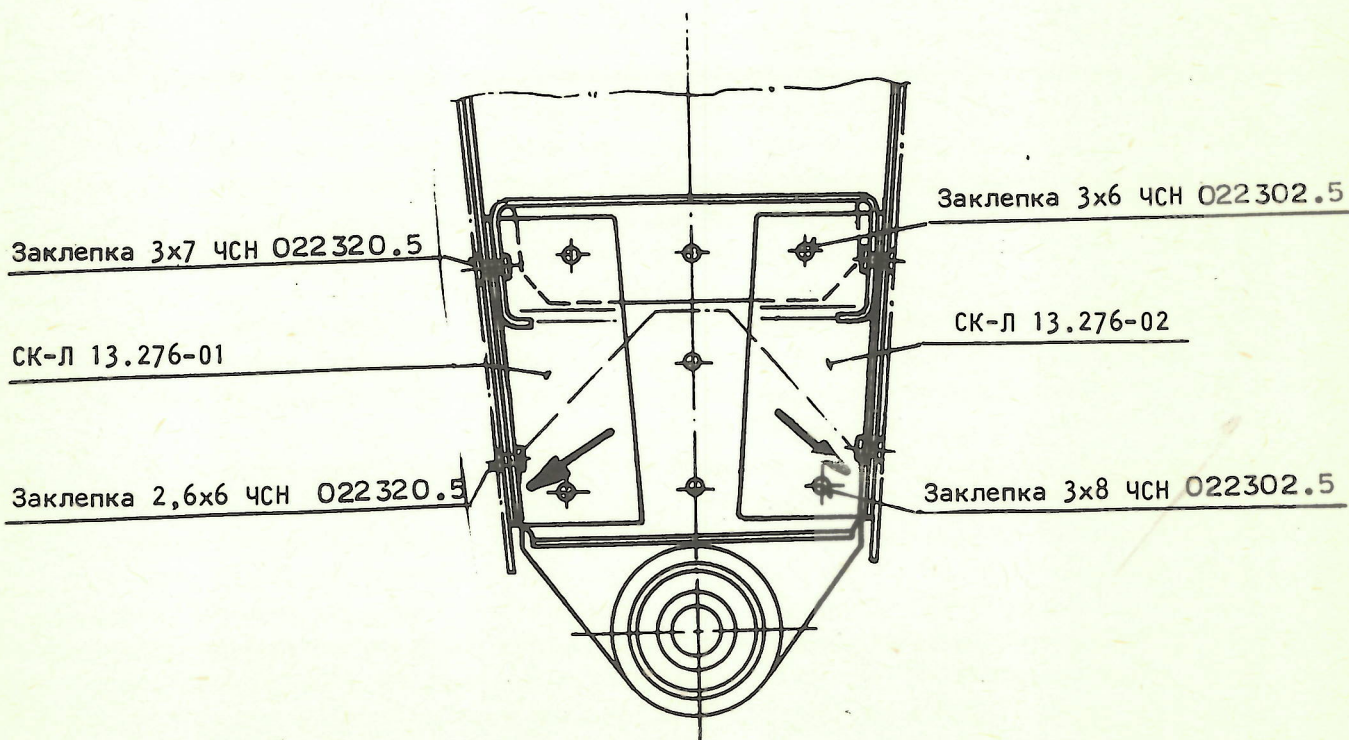 Заклепка 3x6 ЧСН 022302.5
Заклепка 3x7 ЧСН 022320.5
СК-Л 13.276-02
СК-Л 13.276-01
Заклепка 2,6x6 ЧСН 022320.5
Заклепка 3x8 ЧСН 022302.5